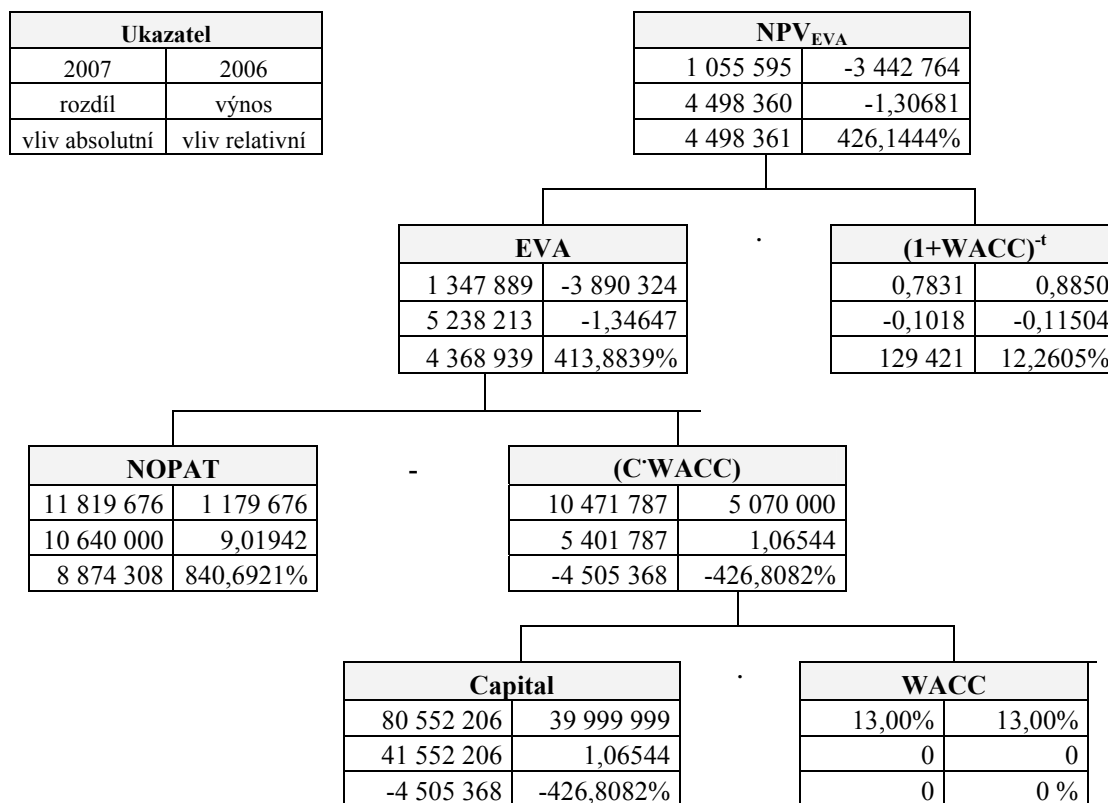 Ukazatel
2007 2006
rozdíl výnos
vliv absolutní vliv relativní
NPV_EVA
1 055 595 -3 442 764
4 498 360 -1,30681
4 498 361 426,1444%
EVA
1 347 889 -3 890 324
5 238 213 -1,34647
4 368 939 413,8839%
.
(1+WACC)^-t
0,7831 0,8850
-0,1018 -0,11504
129 421 12,2605%
NOPAT
11 819 676 1 179 676
10 640 000 9,01942
8 874 308 840,6921%
-
(C·WACC)
10 471 787 5 070 000
5 401 787 1,06544
-4 505 368 -426,8082%
Capital
80 552 206 39 999 999
41 552 206 1,06544
-4 505 368 -426,8082%
.
WACC
13,00% 13,00%
0 0
0 0 %